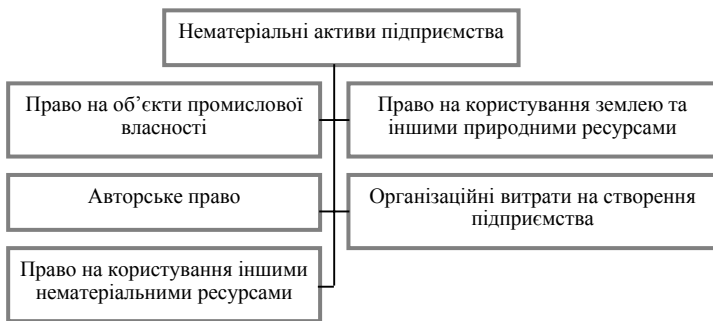 Нематеріальні активи підприємства
Право на об’єкти промислової
власності
Право на користування землею та
іншими природними ресурсами
Авторське право
Організаційні витрати на створення
підприємства
Право на користування іншими
нематеріальними ресурсами